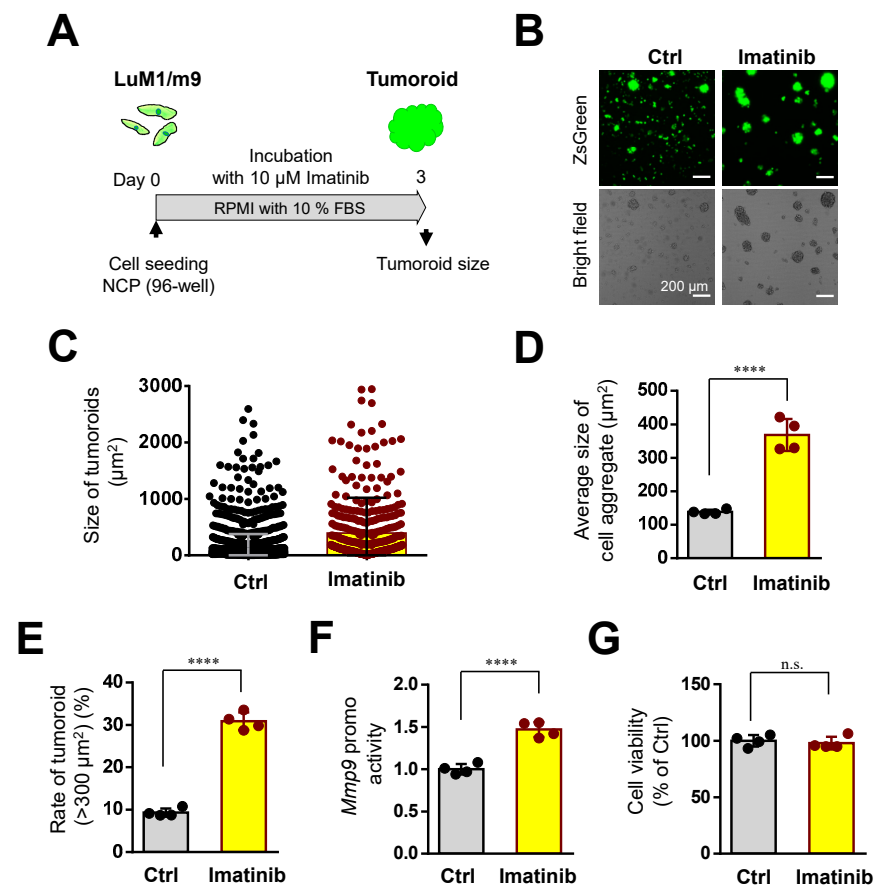 A
LuM1/m9
Tumoroid
Incubation
with 10 µM Imatinib
Day 0
3
RPMI with 10 % FBS
Cell seeding
NCP (96-well)
Tumoroid size
B
Ctrl
Imatinib
ZsGreen
Bright field
200 µm
C
Size of tumoroids
(µm²)
3000
2000
1000
0
Ctrl
Imatinib
D
Average size of
cell aggregate (µm²)
****
500
400
300
200
100
0
Ctrl
Imatinib
E
Rate of tumoroid
(>300 µm²) (%)
****
40
30
20
10
0
Ctrl
Imatinib
F
Mmp9 promo
activity
****
2.0
1.5
1.0
0.5
0.0
Ctrl
Imatinib
G
Cell viability
(% of Ctrl)
n.s.
150
100
50
0
Ctrl
Imatinib